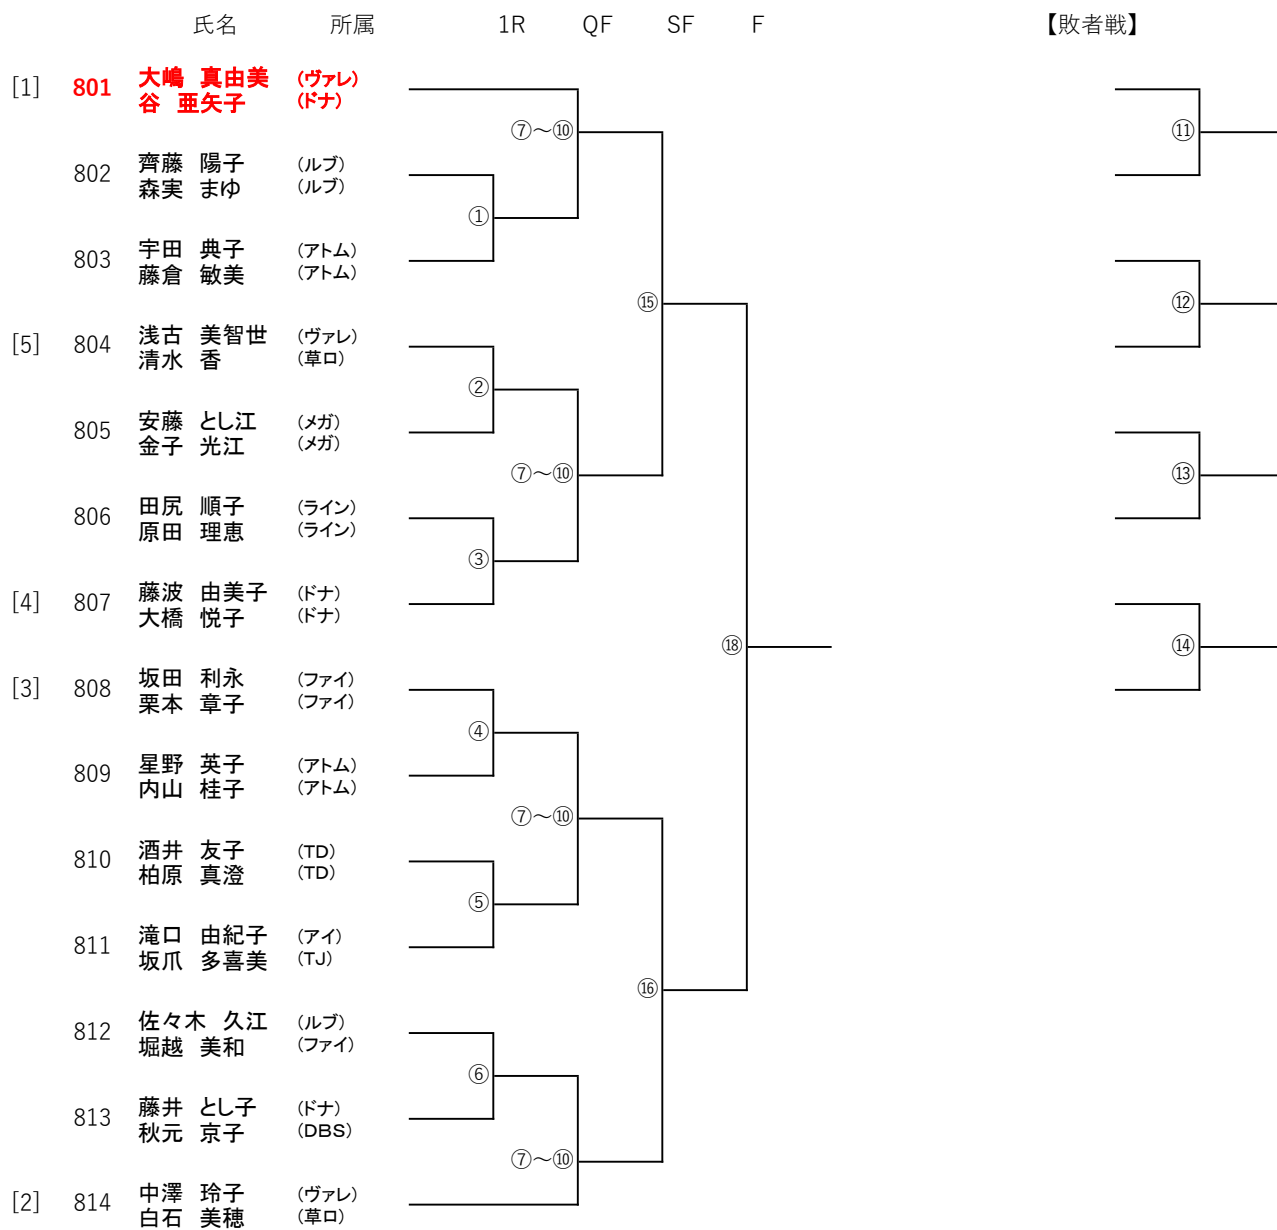 氏名 所属 1R QF SF F 【敗者戦】
[1] 801 大嶋 真由美 (ヴァレ)
谷 亜矢子 (ドナ)
⑦～⑩ ⑪
802 齊藤 陽子 (ルブ)
森実 まゆ (ルブ)
①
803 宇田 典子 (アトム)
藤倉 敏美 (アトム)
⑮ ⑫
[5] 804 浅古 美智世 (ヴァレ)
清水 香 (草ロ)
②
805 安藤 とし江 (メガ)
金子 光江 (メガ)
⑦～⑩ ⑬
806 田尻 順子 (ライン)
原田 理恵 (ライン)
③
[4] 807 藤波 由美子 (ドナ)
大橋 悦子 (ドナ)
⑱ ⑭
[3] 808 坂田 利永 (ファイ)
栗本 章子 (ファイ)
④
809 星野 英子 (アトム)
内山 桂子 (アトム)
⑦～⑩
810 酒井 友子 (TD)
柏原 真澄 (TD)
⑤
811 滝口 由紀子 (アイ)
坂爪 多喜美 (TJ)
⑯
812 佐々木 久江 (ルブ)
堀越 美和 (ファイ)
⑥
813 藤井 とし子 (ドナ)
秋元 京子 (DBS)
⑦～⑩
[2] 814 中澤 玲子 (ヴァレ)
白石 美穂 (草ロ)